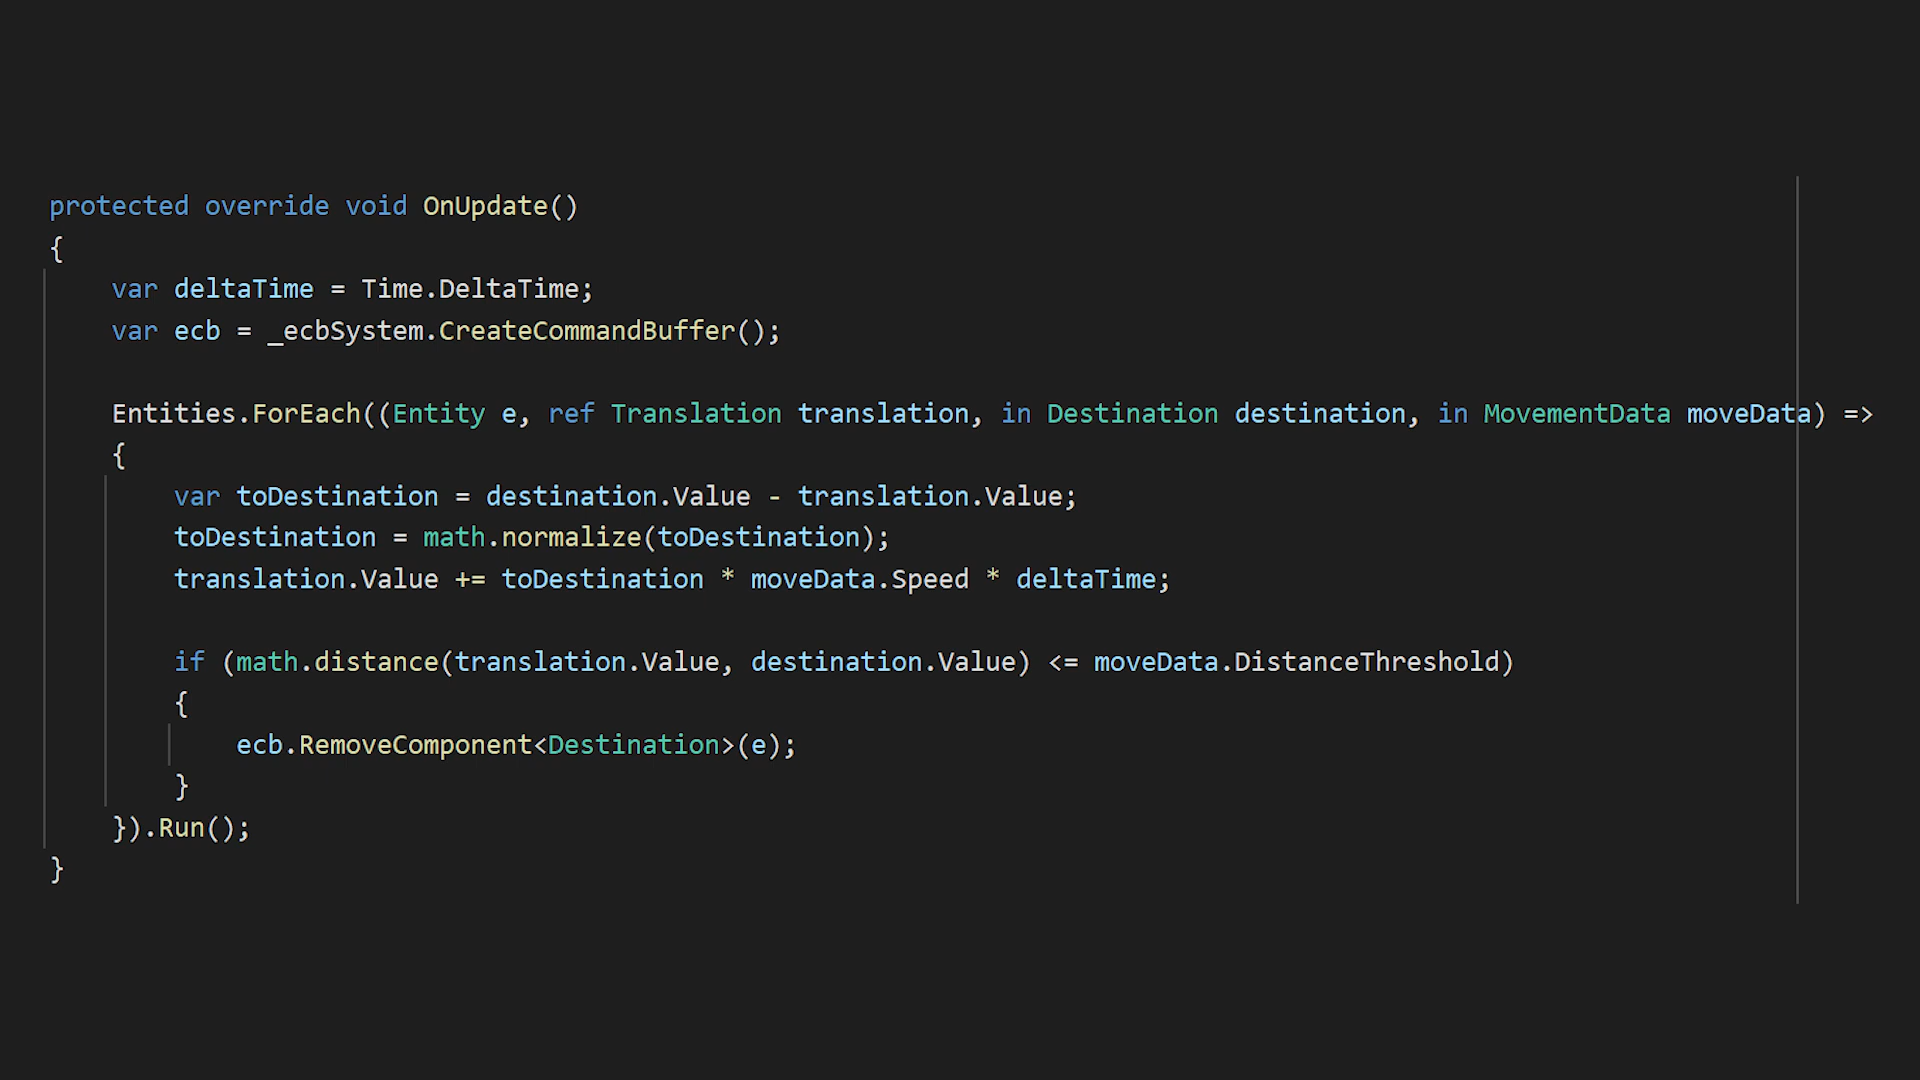 protected override void OnUpdate()
{
    var deltaTime = Time.DeltaTime;
    var ecb = _ecbSystem.CreateCommandBuffer();

    Entities.ForEach((Entity e, ref Translation translation, in Destination destination, in MovementData moveData) =>
    {
        var toDestination = destination.Value - translation.Value;
        toDestination = math.normalize(toDestination);
        translation.Value += toDestination * moveData.Speed * deltaTime;

        if (math.distance(translation.Value, destination.Value) <= moveData.DistanceThreshold)
        {
            ecb.RemoveComponent<Destination>(e);
        }
    }).Run();
}